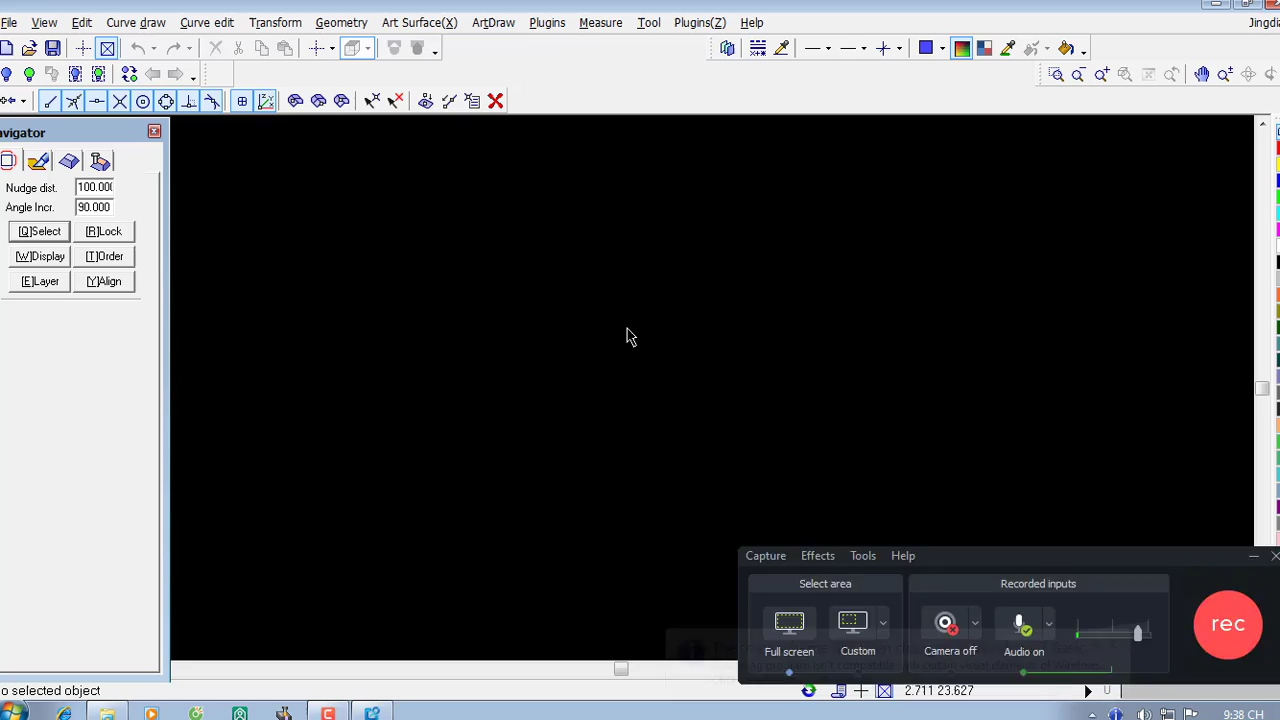 File View Edit Curve draw Curve edit Transform Geometry Art Surface(X) ArtDraw Plugins Measure Tool Plugins(Z) Help Jingdia
avigator
Nudge dist. 100.000
Angle Incr. 90.000
[Q]Select [R]Lock
[W]Display [T]Order
[E]Layer [Y]Align
Capture Effects Tools Help
Select area Recorded inputs
rec
Full screen Custom Camera off Audio on
o selected object
2.711 23.627
U
9:38 CH